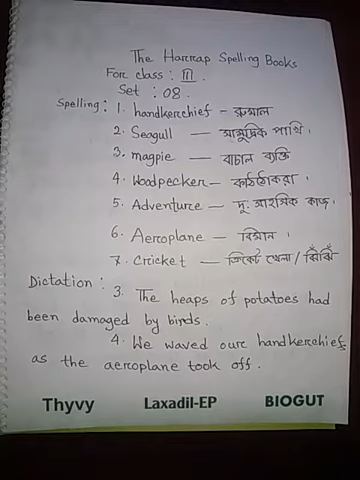 The Harrap Spelling Books
For class : III.
Set : 08.
Spelling : 1. handkerchief - রুমাল
2. Seagull — সামুদ্রিক পাখি ।
3. magpie — বাচাল ব্যক্তি
4. Woodpecker — কাঠঠোকরা ।
5. Adventure — দুঃসাহসিক কাজ ।
6. Aeroplane — বিমান ।
7. Cricket — ক্রিকেট খেলা / ঝিঁঝিঁ
Dictation :
3. The heaps of potatoes had
been damaged by birds.
4. We waved our handkerchiefs
as the aeroplane took off.
Thyvy Laxadil-EP BIOGUT